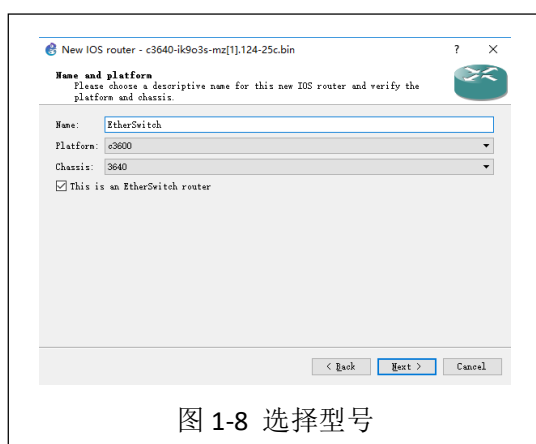 New IOS router - c3640-ik9o3s-mz[1].124-25c.bin ? ×
Name and platform
Please choose a descriptive name for this new IOS router and verify the
platform and chassis.
Name: EtherSwitch
Platform: c3600
Chassis: 3640
This is an EtherSwitch router
< Back Next > Cancel
图 1-8 选择型号